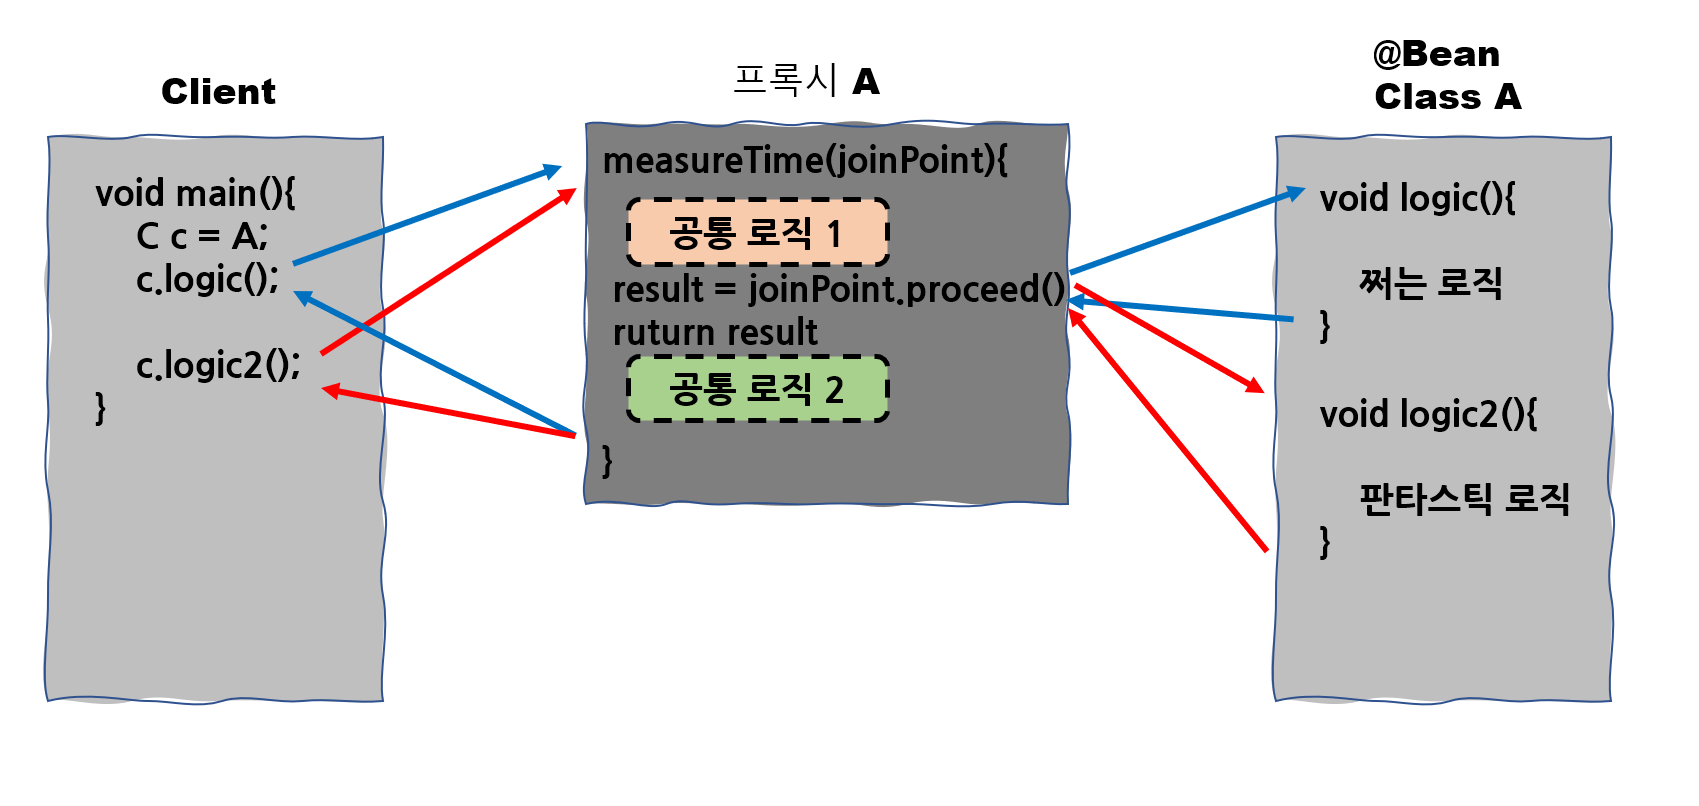 Client
void main(){
C c = A;
c.logic();
c.logic2();
}
프록시 A
measureTime(joinPoint){
공통 로직 1
result = joinPoint.proceed()
ruturn result
공통 로직 2
}
@Bean
Class A
void logic(){
쩌는 로직
}
void logic2(){
판타스틱 로직
}